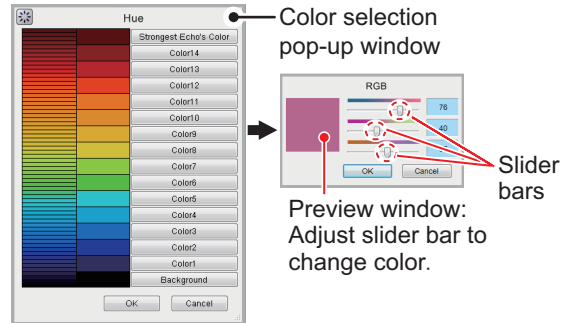 Hue
Strongest Echo's Color
Color14
Color13
Color12
Color11
Color10
Color9
Color8
Color7
Color6
Color5
Color4
Color3
Color2
Color1
Background
OK
Cancel
Color selection
pop-up window
RGB
76
40
OK
Cancel
Slider
bars
Preview window:
Adjust slider bar to
change color.